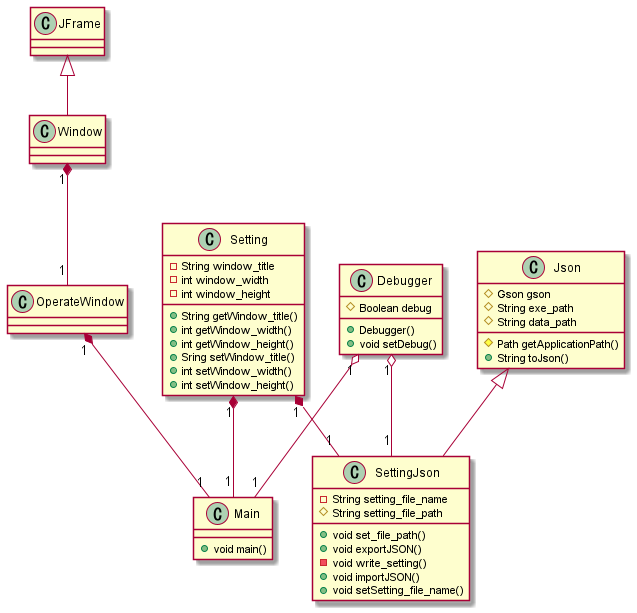 C JFrame
C Window
1
1
C OperateWindow
1
C Setting
String window_title
int window_width
int window_height
String getWindow_title()
int getWindow_width()
int getWindow_height()
Sring setWindow_title()
int setWindow_width()
int setWindow_height()
C Debugger
Boolean debug
Debugger()
void setDebug()
C Json
Gson gson
String exe_path
String data_path
Path getApplicationPath()
String toJson()
1
1
1
1
1
1
1
1
1
C Main
void main()
C SettingJson
String setting_file_name
String setting_file_path
void set_file_path()
void exportJSON()
void write_setting()
void importJSON()
void setSetting_file_name()